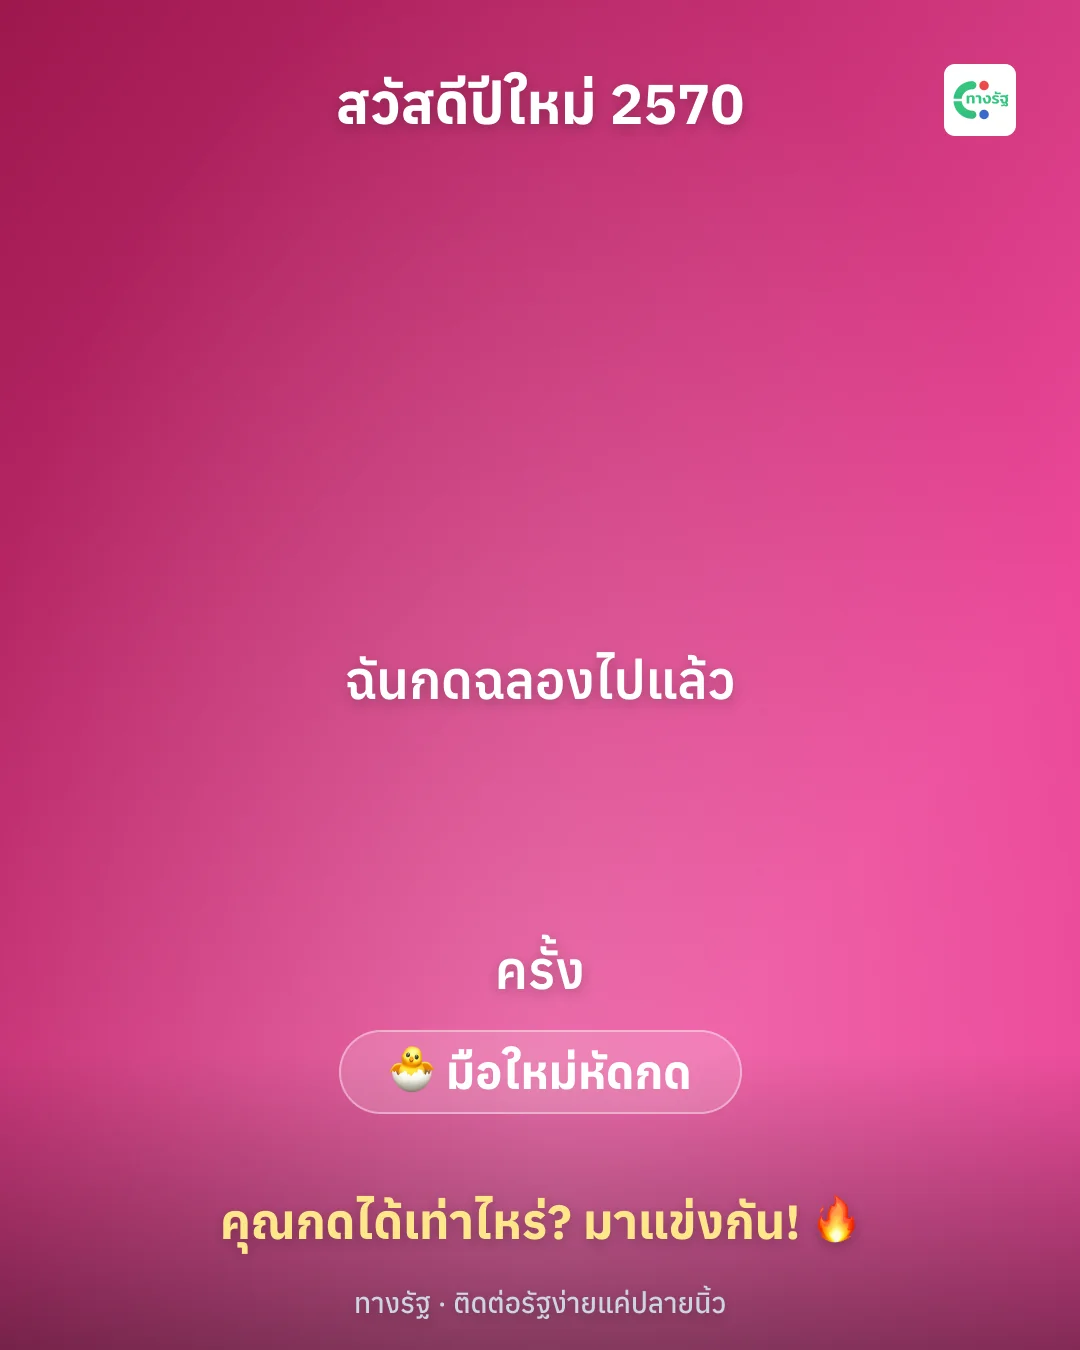 สวัสดีปีใหม่ 2570
ทางรัฐ
ฉันกดฉลองไปแล้ว
ครั้ง
🐣 มือใหม่หัดกด
คุณกดได้เท่าไหร่? มาแข่งกัน! 🔥
ทางรัฐ · ติดต่อรัฐง่ายแค่ปลายนิ้ว